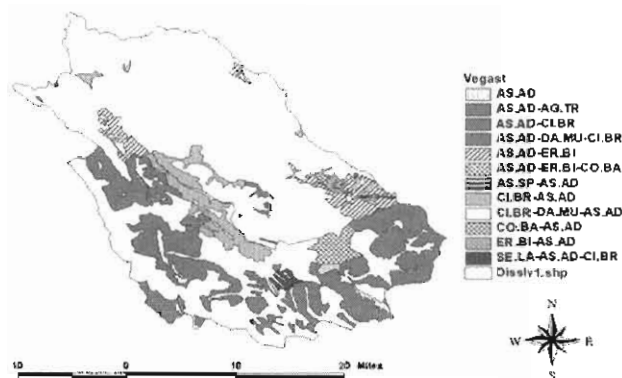 Vegast
AS.AD
AS.AD-AG.TR
AS.AD-CI.BR
AS.AD-DA.MU-CI.BR
AS.AD-ER.BI
AS.AD-ER.BI-CO.BA
AS.SP-AS.AD
CI.BR-AS.AD
CI.BR-DA.MU-AS.AD
CO.BA-AS.AD
ER.BI-AS.AD
SE.LA-AS.AD-CI.BR
Disslv1.shp
N
W E
S
10 0 10 20 Miles